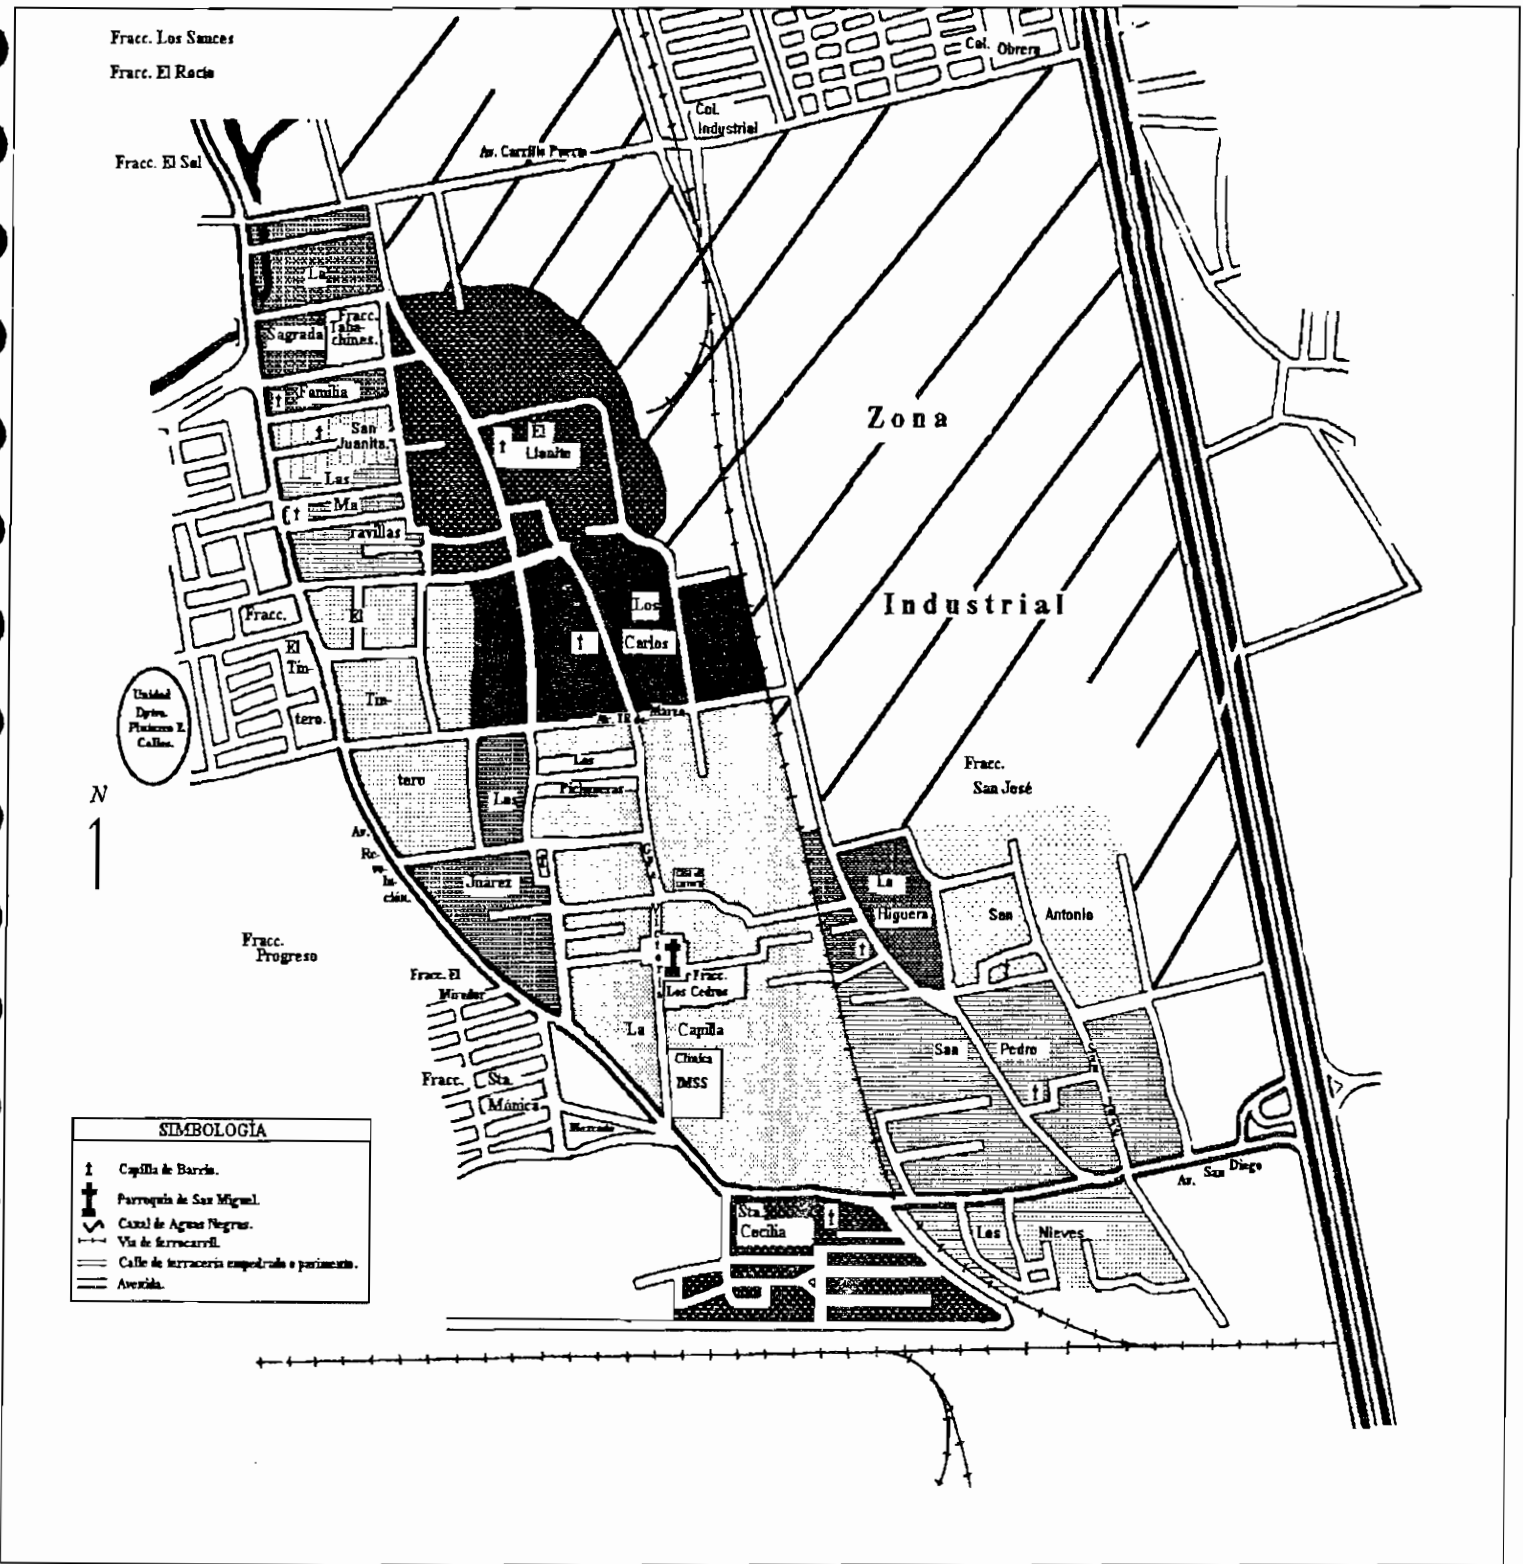 Fracc. Los Sauces
Fracc. El Rocío
Fracc. El Sol
Col. Obrera
Col.
Industrial
Av. Carrillo Puerto
La
Sagrada
Familia
Fracc.
Taba-
chines.
San
Juanita.
Las
Ma
ravillas
El
Llanito
Zona
Industrial
Los
Carlos
Fracc.
El
Tin-
tero.
El
Tin-
tero
Unidad
Dptva.
Plutarco E.
Calles.
Av. 18 de Marzo
Las
Pichoneras
Los
Juárez
N
Av.
Re-
vo-
lu-
ción.
Fracc.
San José
La
Higuera
San Antonio
Fracc.
Progreso
Fracc. El
Mirador
Fracc.
Los Cedros
La Capilla
Clínica
IMSS
San Pedro
Fracc. Sta.
Mónica
Mercado
Av. San Diego
Sta.
Cecilia
Las Nieves
SIMBOLOGÍA
Capilla de Barrio.
Parroquia de San Miguel.
Canal de Aguas Negras.
Vía de ferrocarril.
Calle de terracería empedrado o pavimento.
Avenida.